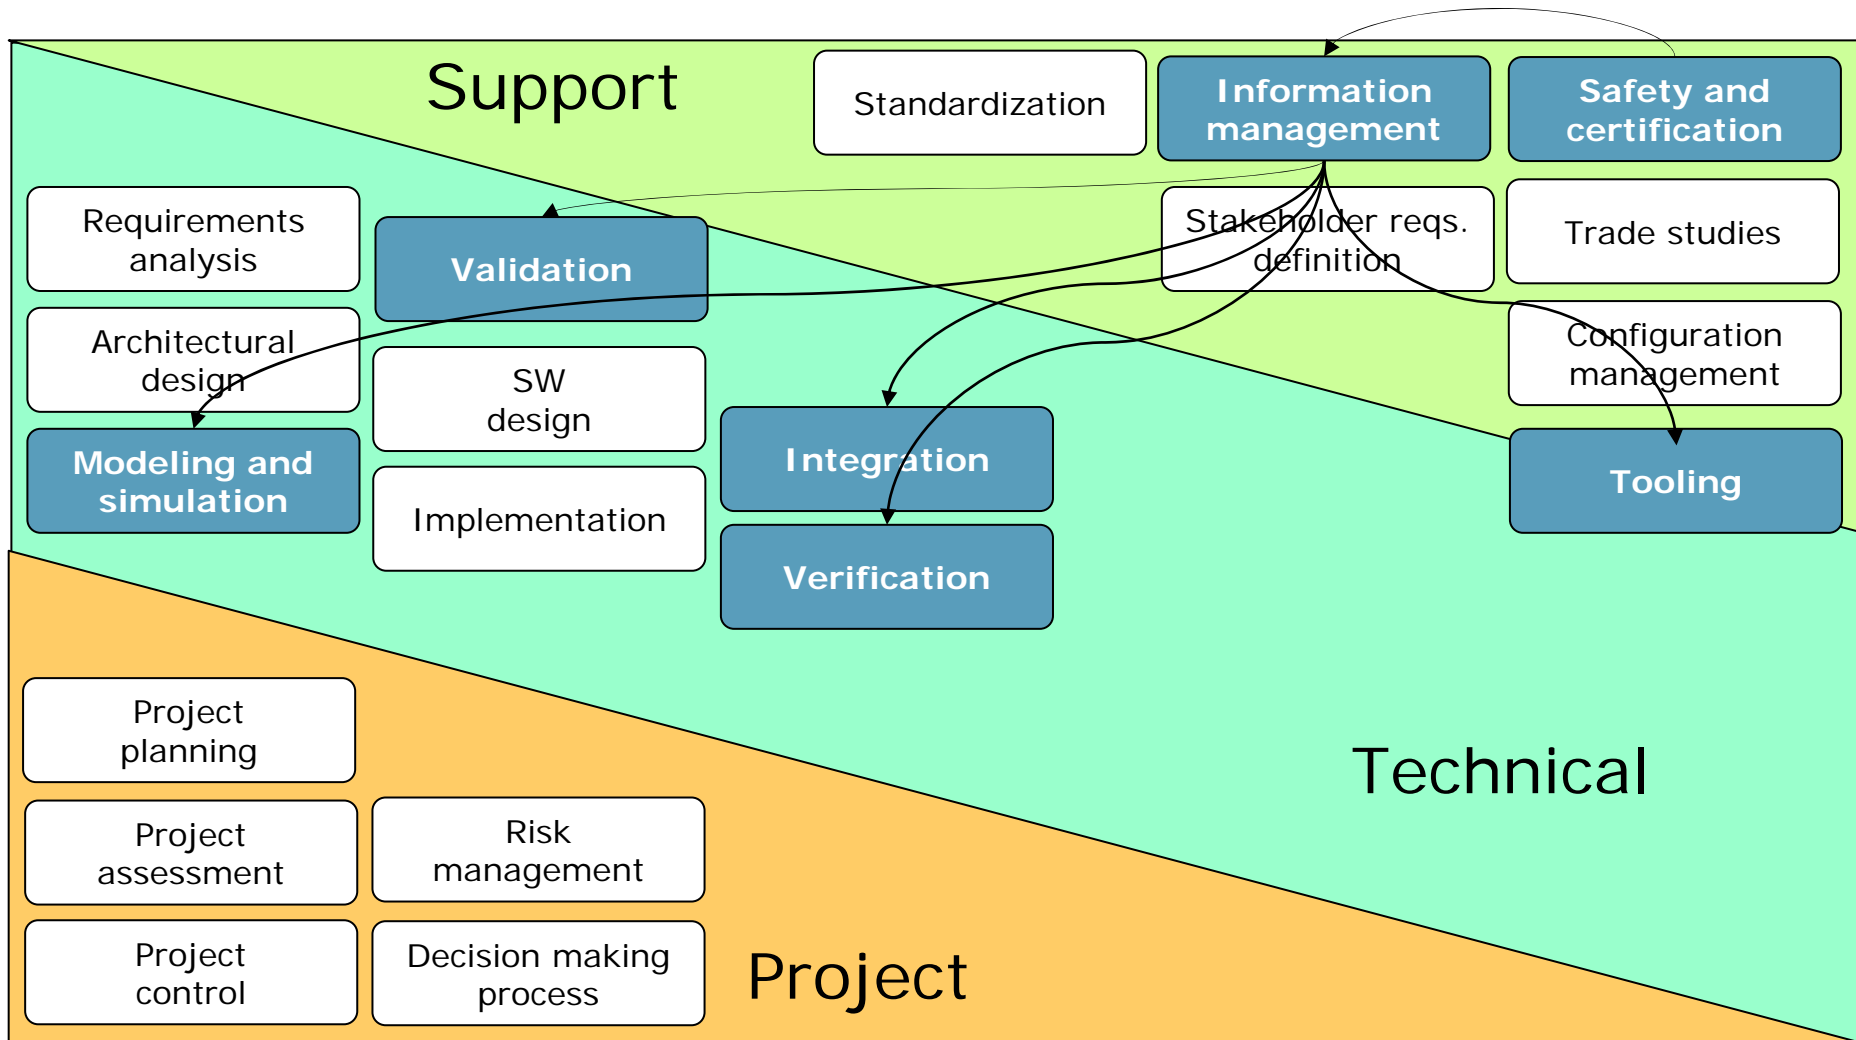 Support
Standardization
Information
management
Safety and
certification
Requirements
analysis
Validation
Stakeholder reqs.
definition
Trade studies
Architectural
design
SW
design
Configuration
management
Modeling and
simulation
Implementation
Integration
Tooling
Verification
Project
planning
Technical
Project
assessment
Risk
management
Project
control
Decision making
process
Project